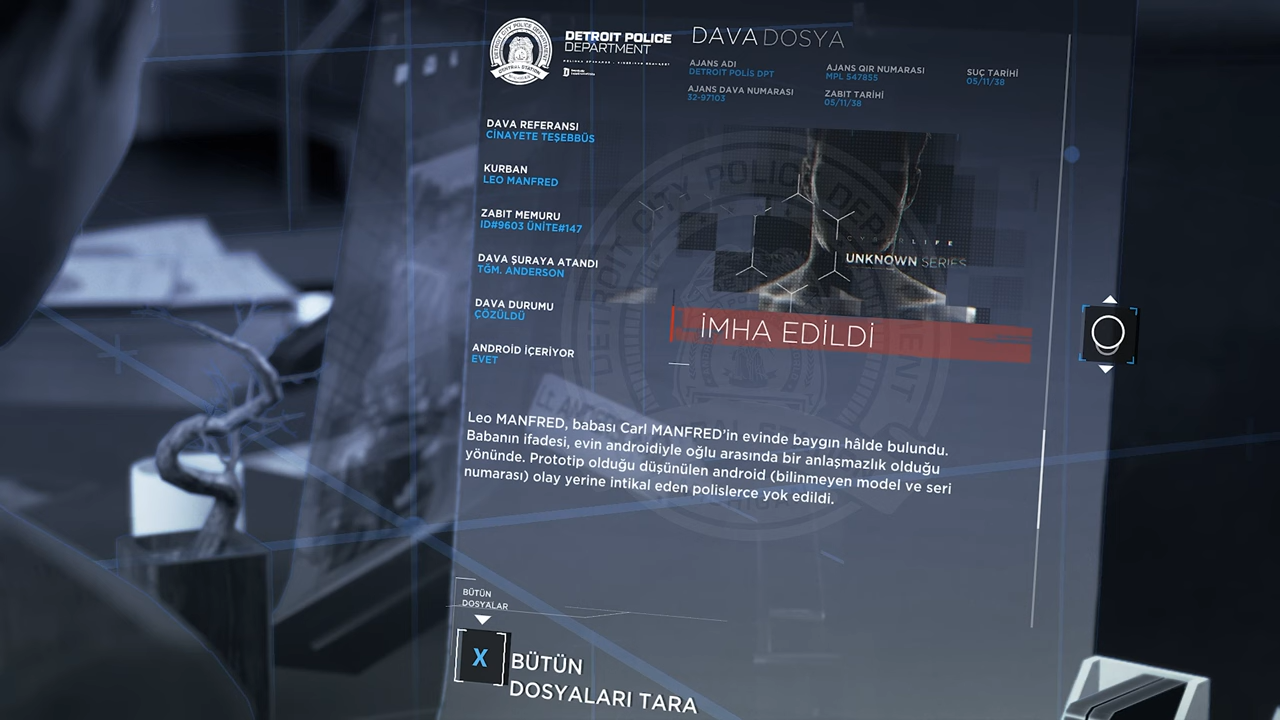 DETROIT POLICE
DEPARTMENT
DAVA DOSYA
AJANS ADI
DETROIT POLİS DPT
AJANS QIR NUMARASI
MPL 547855
SUÇ TARİHİ
05/11/38
AJANS DAVA NUMARASI
32-97103
ZABIT TARİHİ
05/11/38
DAVA REFERANSI
CİNAYETE TEŞEBBÜS
KURBAN
LEO MANFRED
ZABIT MEMURU
ID#9603 ÜNİTE#147
DAVA ŞURAYA ATANDI
TĞM. ANDERSON
DAVA DURUMU
ÇÖZÜLDÜ
ANDROİD İÇERİYOR
EVET
UNKNOWN SERIES
İMHA EDİLDİ
Leo MANFRED, babası Carl MANFRED'in evinde baygın hâlde bulundu.
Babanın ifadesi, evin androidiyle oğlu arasında bir anlaşmazlık olduğu
yönünde. Prototip olduğu düşünülen android (bilinmeyen model ve seri
numarası) olay yerine intikal eden polislerce yok edildi.
BÜTÜN
DOSYALAR
X
BÜTÜN
DOSYALARI TARA